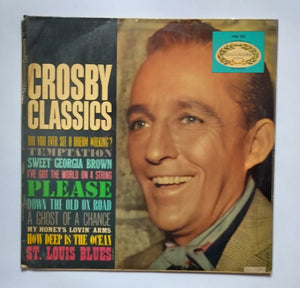 CROSBY
CLASSICS
DID YOU EVER SEE A DREAM WALKING?
TEMPTATION
SWEET GEORGIA BROWN
I'VE GOT THE WORLD ON A STRING
PLEASE
DOWN THE OLD OX ROAD
A GHOST OF A CHANCE
MY HONEY'S LOVIN' ARMS
HOW DEEP IS THE OCEAN
ST. LOUIS BLUES